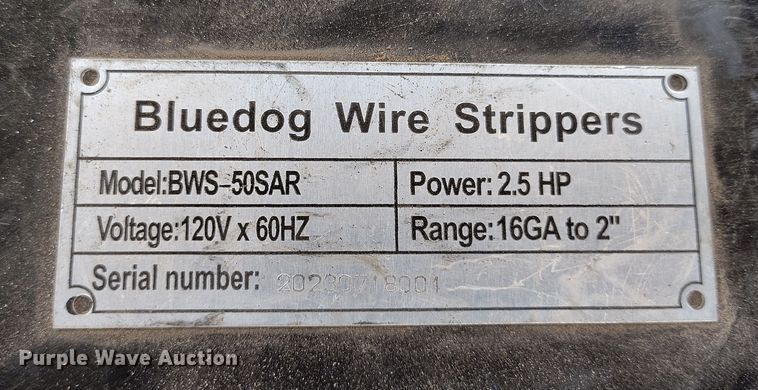 Bluedog Wire Strippers
Model:BWS-50SAR Power: 2.5 HP
Voltage:120V x 60HZ Range: 16GA to 2"
Serial number: 20230718001
Purple Wave Auction